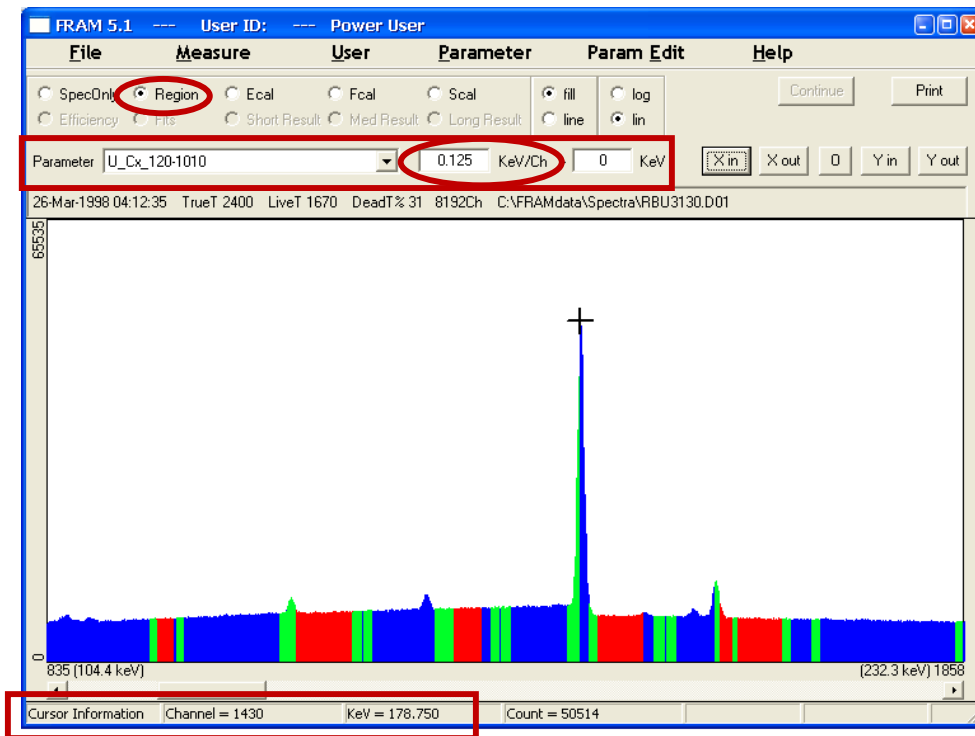 FRAM 5.1 --- User ID: --- Power User
File Measure User Parameter Param Edit Help
SpecOnly Region Ecal Fcal Scal fill log Continue Print
Efficiency Fits Short Result Med Result Long Result line lin
Parameter U_Cx_120-1010 0.125 KeV/Ch 0 KeV X in X out 0 Y in Y out
26-Mar-1998 04:12:35 TrueT 2400 LiveT 1670 DeadT% 31 8192Ch C:\FRAMdata\Spectra\RBU3130.D01
65535
0
835 (104.4 keV) (232.3 keV) 1858
Cursor Information Channel = 1430 KeV = 178.750 Count = 50514